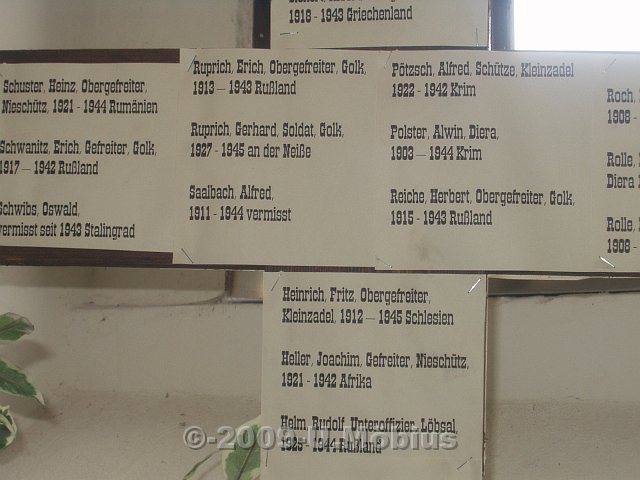 1918 - 1943 Griechenland
Schuster, Heinz, Obergefreiter,
Nieschütz, 1921 - 1944 Rumänien
Schwanitz, Erich, Gefreiter, Golk,
1917 — 1942 Rußland
Schwibs, Oswald,
vermisst seit 1943 Stalingrad
Ruprich, Erich, Obergefreiter, Golk,
1913 — 1943 Rußland
Ruprich, Gerhard, Soldat, Golk,
1927 - 1945 an der Neiße
Saalbach, Alfred,
1911 - 1944 vermisst
Pötzsch, Alfred, Schütze, Kleinzadel
1922 - 1942 Krim
Polster, Alwin, Diera,
1903 — 1944 Krim
Reiche, Herbert, Obergefreiter, Golk,
1915 - 1943 Rußland
Roch,
1908 -
Rolle,
Diera
Rolle,
1908 -
Heinrich, Fritz, Obergefreiter,
Kleinzadel, 1912 — 1945 Schlesien
Heller, Joachim, Gefreiter, Nieschütz,
1921 - 1942 Afrika
Helm, Rudolf, Unteroffizier, Löbsal,
1925 - 1944 Rußland
©-2009-U.Möbius